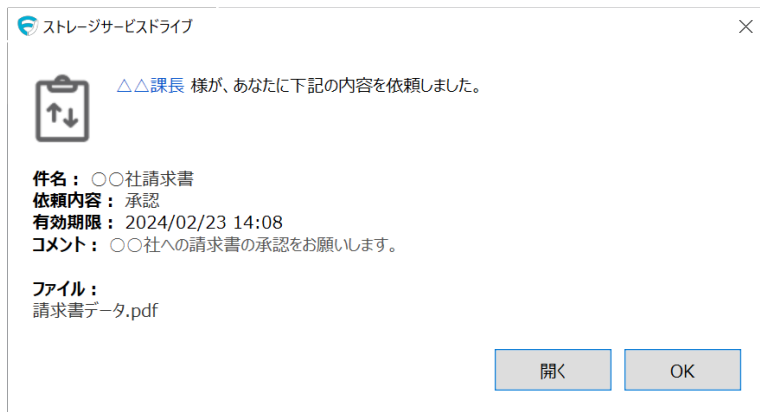 ストレージサービスドライブ
△△課長 様が、あなたに下記の内容を依頼しました。
件名： ○○社請求書
依頼内容： 承認
有効期限： 2024/02/23 14:08
コメント： ○○社への請求書の承認をお願いします。
ファイル：
請求書データ.pdf
開く
OK